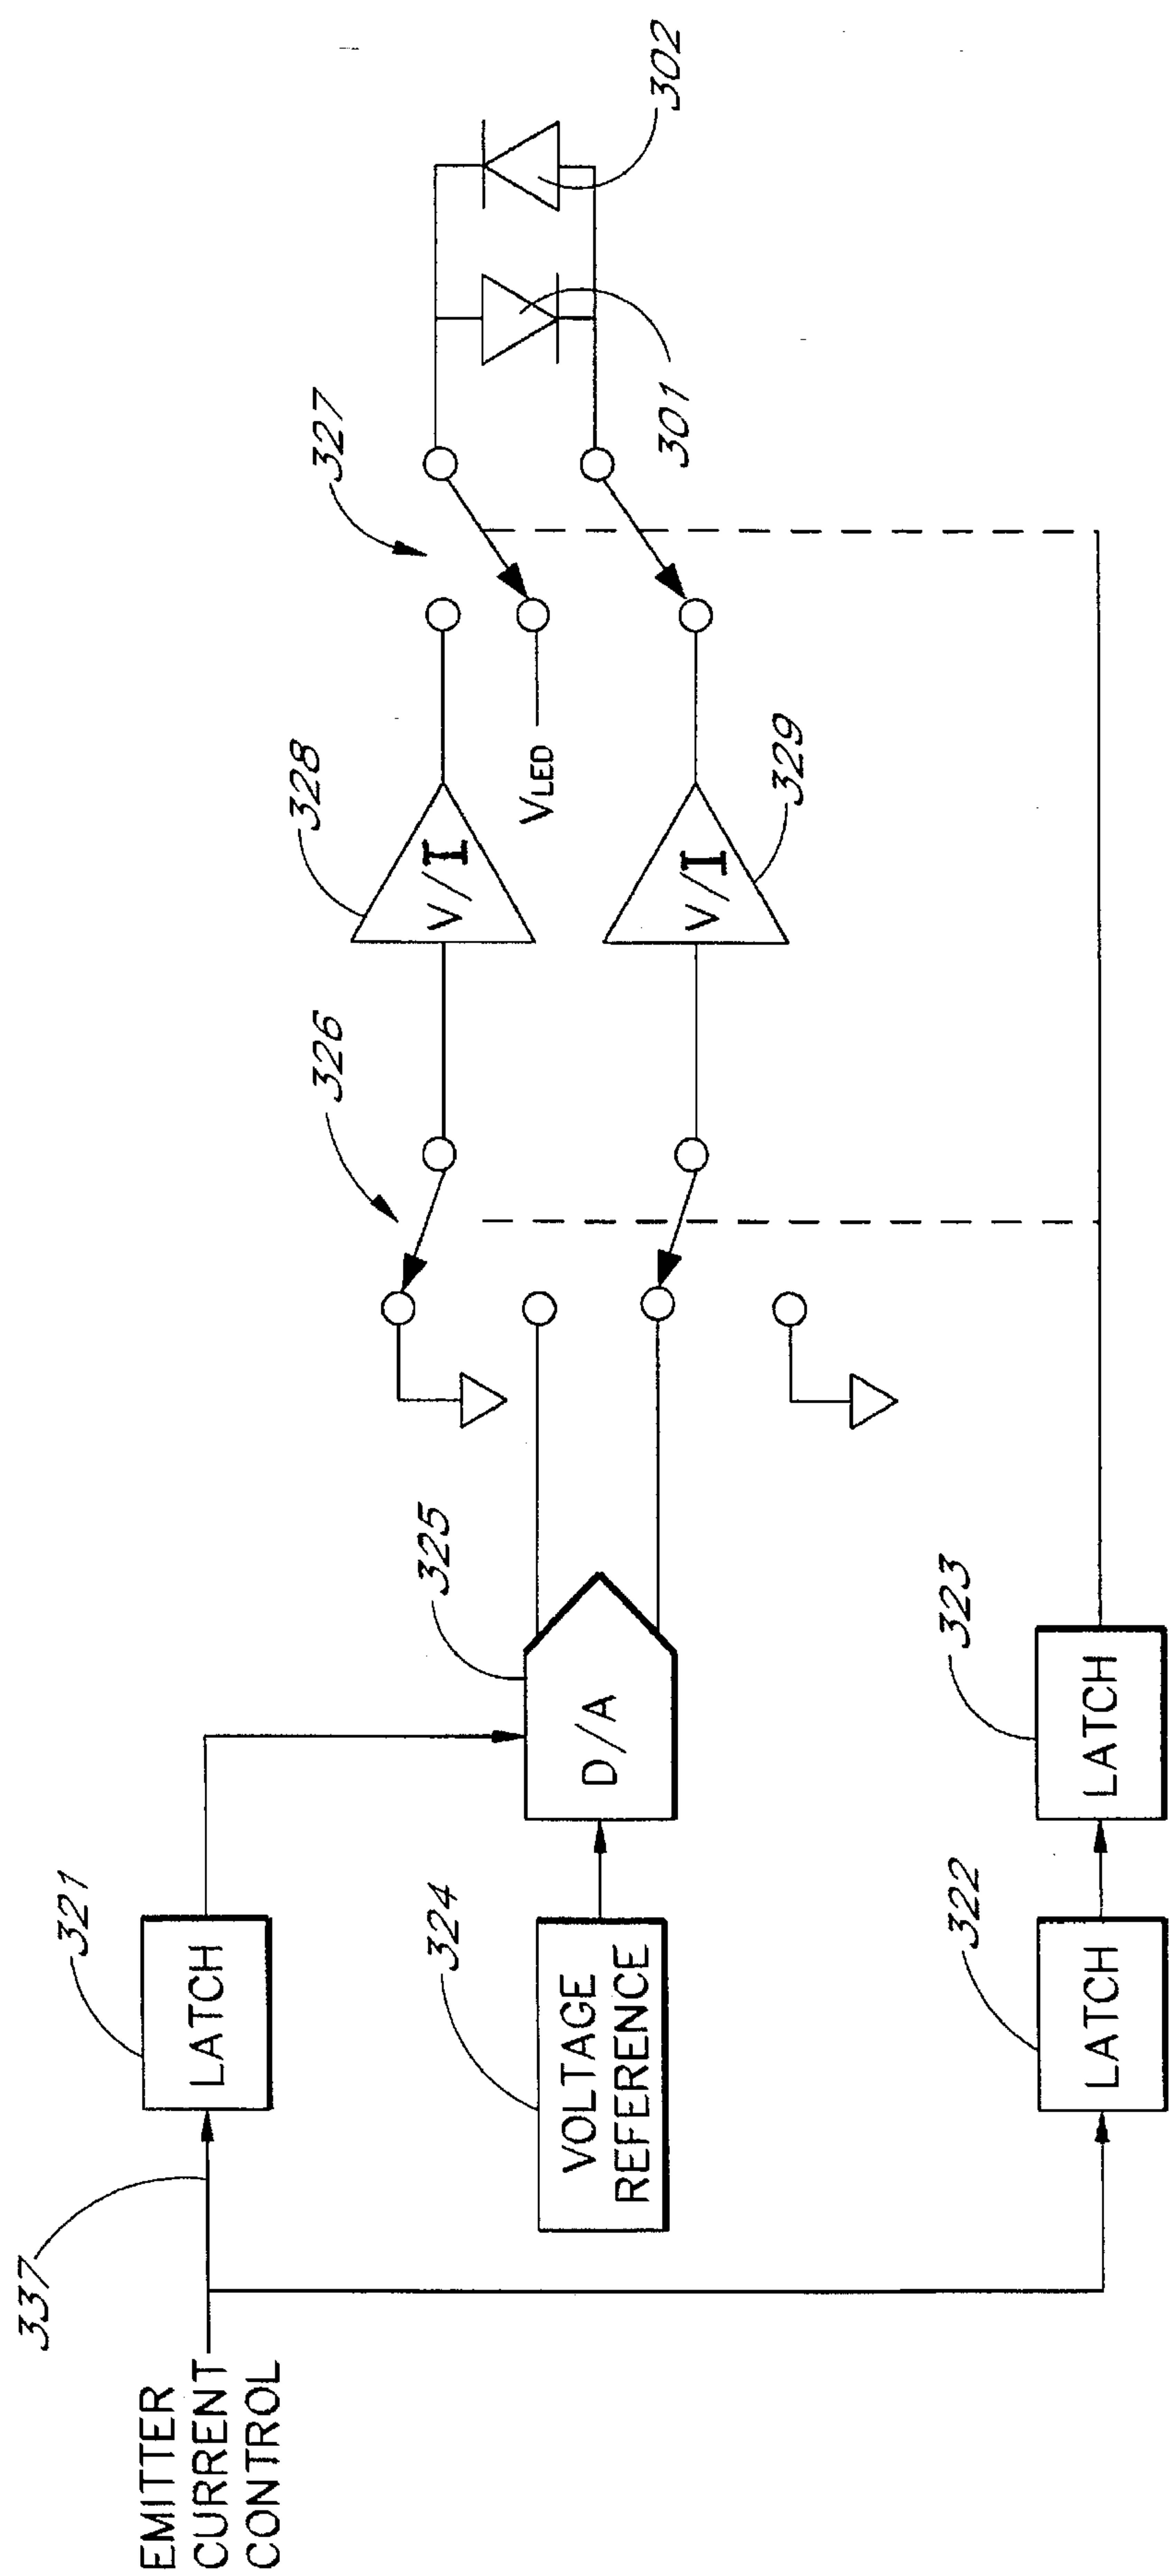 EMITTER
CURRENT
CONTROL
337
LATCH
321
VOLTAGE
REFERENCE
324
D/A
325
LATCH
322
LATCH
323
326
V/I
328
V/I
329
VLED
327
301
302